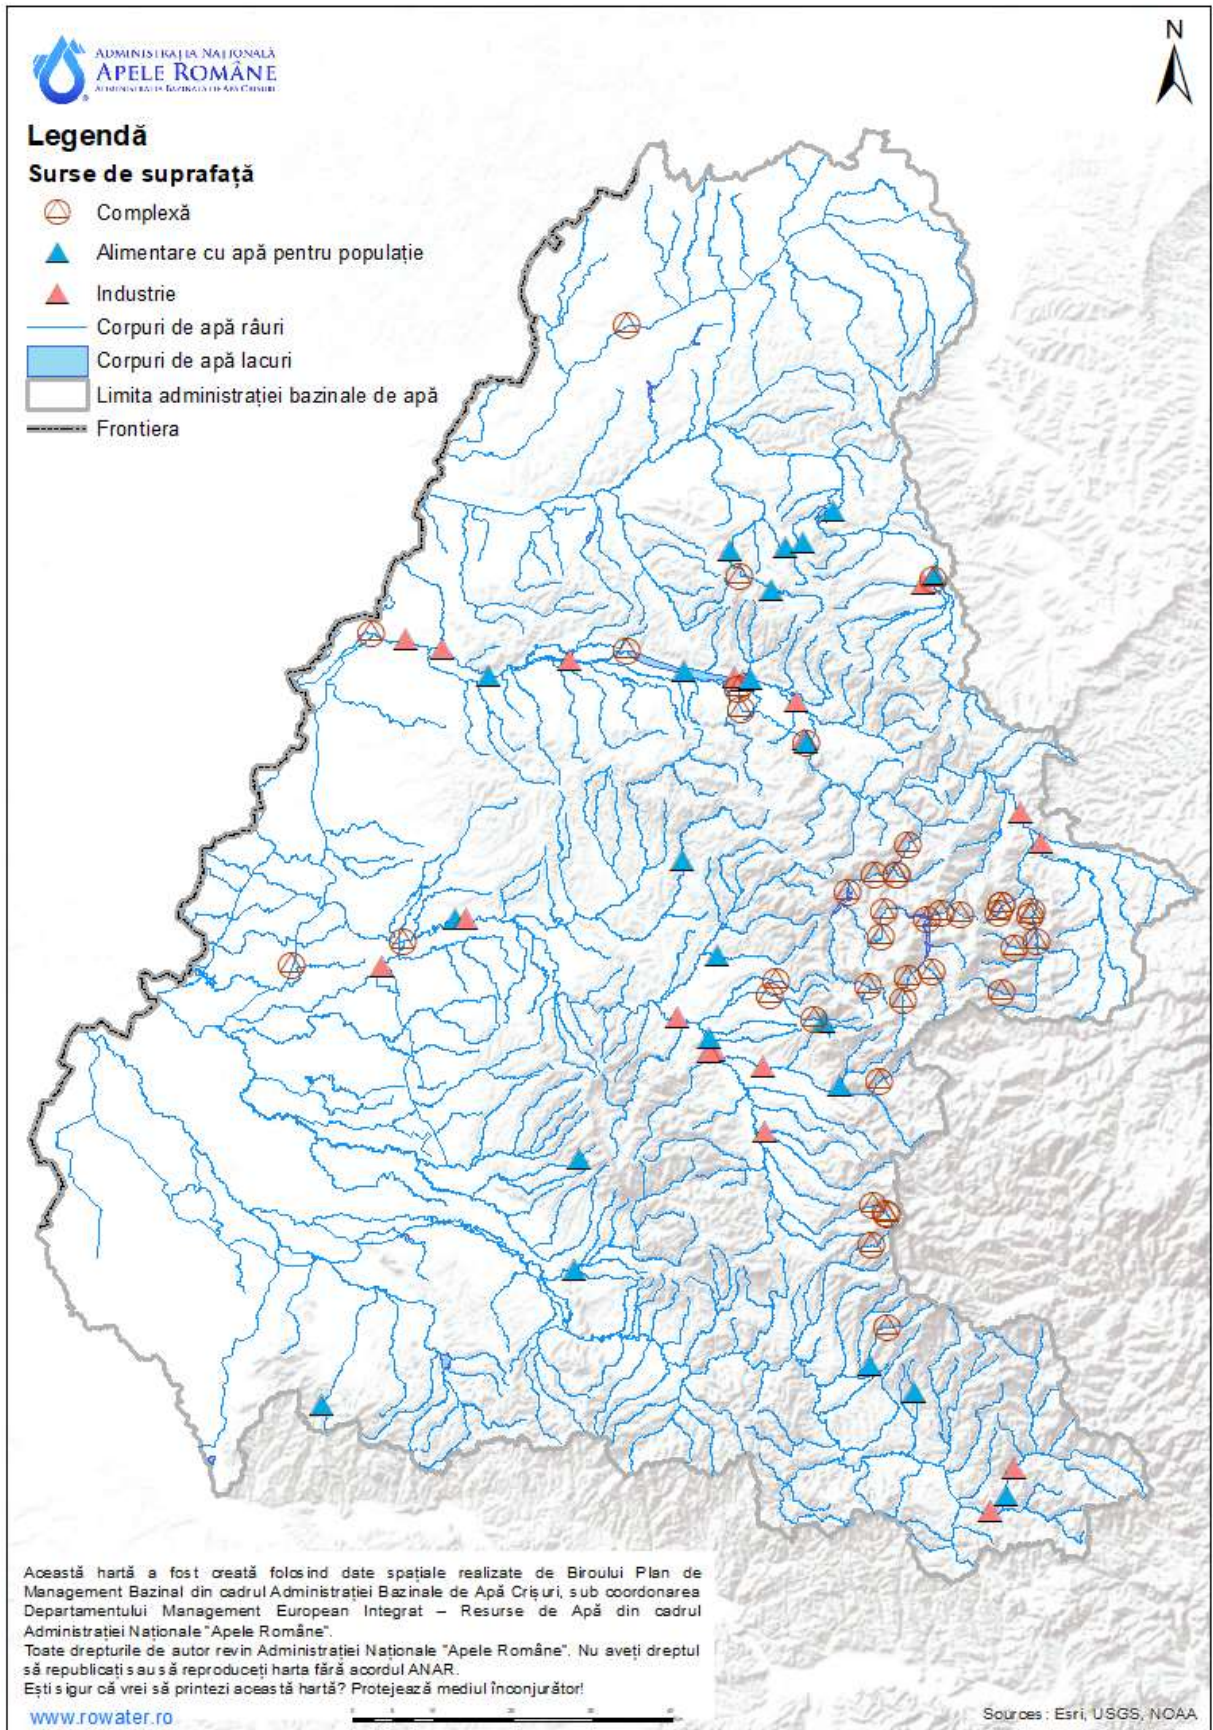 ADMINISTRAȚIA NAȚIONALĂ
APELE ROMÂNE
ADMINISTRAȚIA BAZINALĂ DE APĂ CRIȘURI
N
Legendă
Surse de suprafață
Complexă
Alimentare cu apă pentru populație
Industrie
Corpuri de apă râuri
Corpuri de apă lacuri
Limita administrației bazinale de apă
Frontiera
Această hartă a fost creată folosind date spațiale realizate de Biroului Plan de
Management Bazinal din cadrul Administrației Bazinale de Apă Crișuri, sub coordonarea
Departamentului Management European Integrat – Resurse de Apă din cadrul
Administrației Naționale "Apele Române".
Toate drepturile de autor revin Administrației Naționale "Apele Române". Nu aveți dreptul
să republicați sau să reproduceți harta fără acordul ANAR.
Ești sigur că vrei să printezi această hartă? Protejează mediul înconjurător!
www.rowater.ro
Sources: Esri, USGS, NOAA